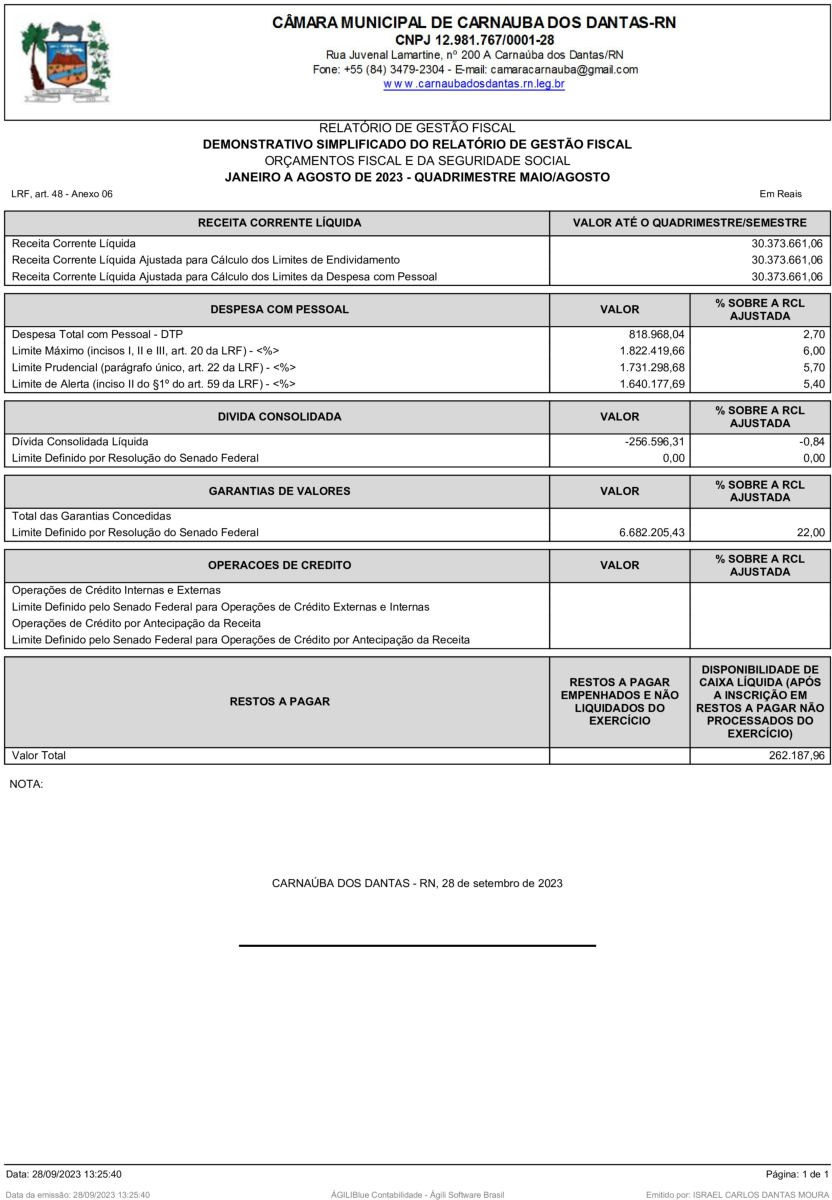 CÂMARA MUNICIPAL DE CARNAUBA DOS DANTAS-RN
CNPJ 12.981.767/0001-28
Rua Juvenal Lamartine, nº 200 A Carnaúba dos Dantas/RN
Fone: +55 (84) 3479-2304 - E-mail: camaracarnauba@gmail.com
www.carnaubadosdantas.rn.leg.br
RELATÓRIO DE GESTÃO FISCAL
DEMONSTRATIVO SIMPLIFICADO DO RELATÓRIO DE GESTÃO FISCAL
ORÇAMENTOS FISCAL E DA SEGURIDADE SOCIAL
JANEIRO A AGOSTO DE 2023 - QUADRIMESTRE MAIO/AGOSTO
LRF, art. 48 - Anexo 06 Em Reais
RECEITA CORRENTE LÍQUIDA VALOR ATÉ O QUADRIMESTRE/SEMESTRE
Receita Corrente Líquida 30.373.661,06
Receita Corrente Líquida Ajustada para Cálculo dos Limites de Endividamento 30.373.661,06
Receita Corrente Líquida Ajustada para Cálculo dos Limites da Despesa com Pessoal 30.373.661,06
DESPESA COM PESSOAL VALOR % SOBRE A RCL
AJUSTADA
Despesa Total com Pessoal - DTP 818.968,04 2,70
Limite Máximo (incisos I, II e III, art. 20 da LRF) - <%> 1.822.419,66 6,00
Limite Prudencial (parágrafo único, art. 22 da LRF) - <%> 1.731.298,68 5,70
Limite de Alerta (inciso II do §1º do art. 59 da LRF) - <%> 1.640.177,69 5,40
DIVIDA CONSOLIDADA VALOR % SOBRE A RCL
AJUSTADA
Dívida Consolidada Líquida -256.596,31 -0,84
Limite Definido por Resolução do Senado Federal 0,00 0,00
GARANTIAS DE VALORES VALOR % SOBRE A RCL
AJUSTADA
Total das Garantias Concedidas
Limite Definido por Resolução do Senado Federal 6.682.205,43 22,00
OPERACOES DE CREDITO VALOR % SOBRE A RCL
AJUSTADA
Operações de Crédito Internas e Externas
Limite Definido pelo Senado Federal para Operações de Crédito Externas e Internas
Operações de Crédito por Antecipação da Receita
Limite Definido pelo Senado Federal para Operações de Crédito por Antecipação da Receita
RESTOS A PAGAR
RESTOS A PAGAR
EMPENHADOS E NÃO
LIQUIDADOS DO
EXERCÍCIO
DISPONIBILIDADE DE
CAIXA LÍQUIDA (APÓS
A INSCRIÇÃO EM
RESTOS A PAGAR NÃO
PROCESSADOS DO
EXERCÍCIO)
Valor Total 262.187,96
NOTA:
CARNAÚBA DOS DANTAS - RN, 28 de setembro de 2023
Data: 28/09/2023 13:25:40 Página: 1 de 1
Data da emissão: 28/09/2023 13:25:40 ÁGILIBlue Contabilidade - Ágili Software Brasil Emitido por: ISRAEL CARLOS DANTAS MOURA